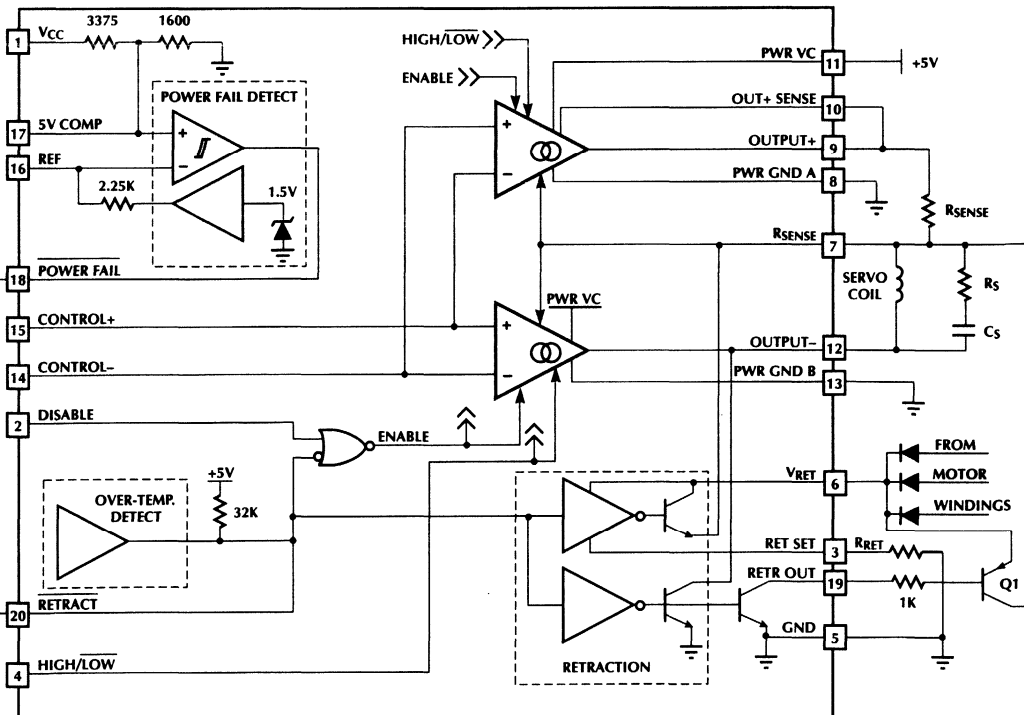 3375
1600
1
VCC
HIGH/LOW
PWR VC
11
+5V
ENABLE
POWER FAIL DETECT
OUT+ SENSE
10
17
5V COMP
+
+
OUTPUT+
9
16
REF
−
−
PWR GND A
8
2.25K
1.5V
RSENSE
RSENSE
7
18
POWER FAIL
SERVO
COIL
RS
PWR VC
CS
15
CONTROL+
+
OUTPUT−
12
14
CONTROL−
−
PWR GND B
13
2
DISABLE
ENABLE
FROM
+5V
VRET
6
MOTOR
OVER-TEMP.
DETECT
32K
WINDINGS
RET SET
3
RRET
RETR OUT
19
1K
Q1
20
RETRACT
GND
5
4
HIGH/LOW
RETRACTION